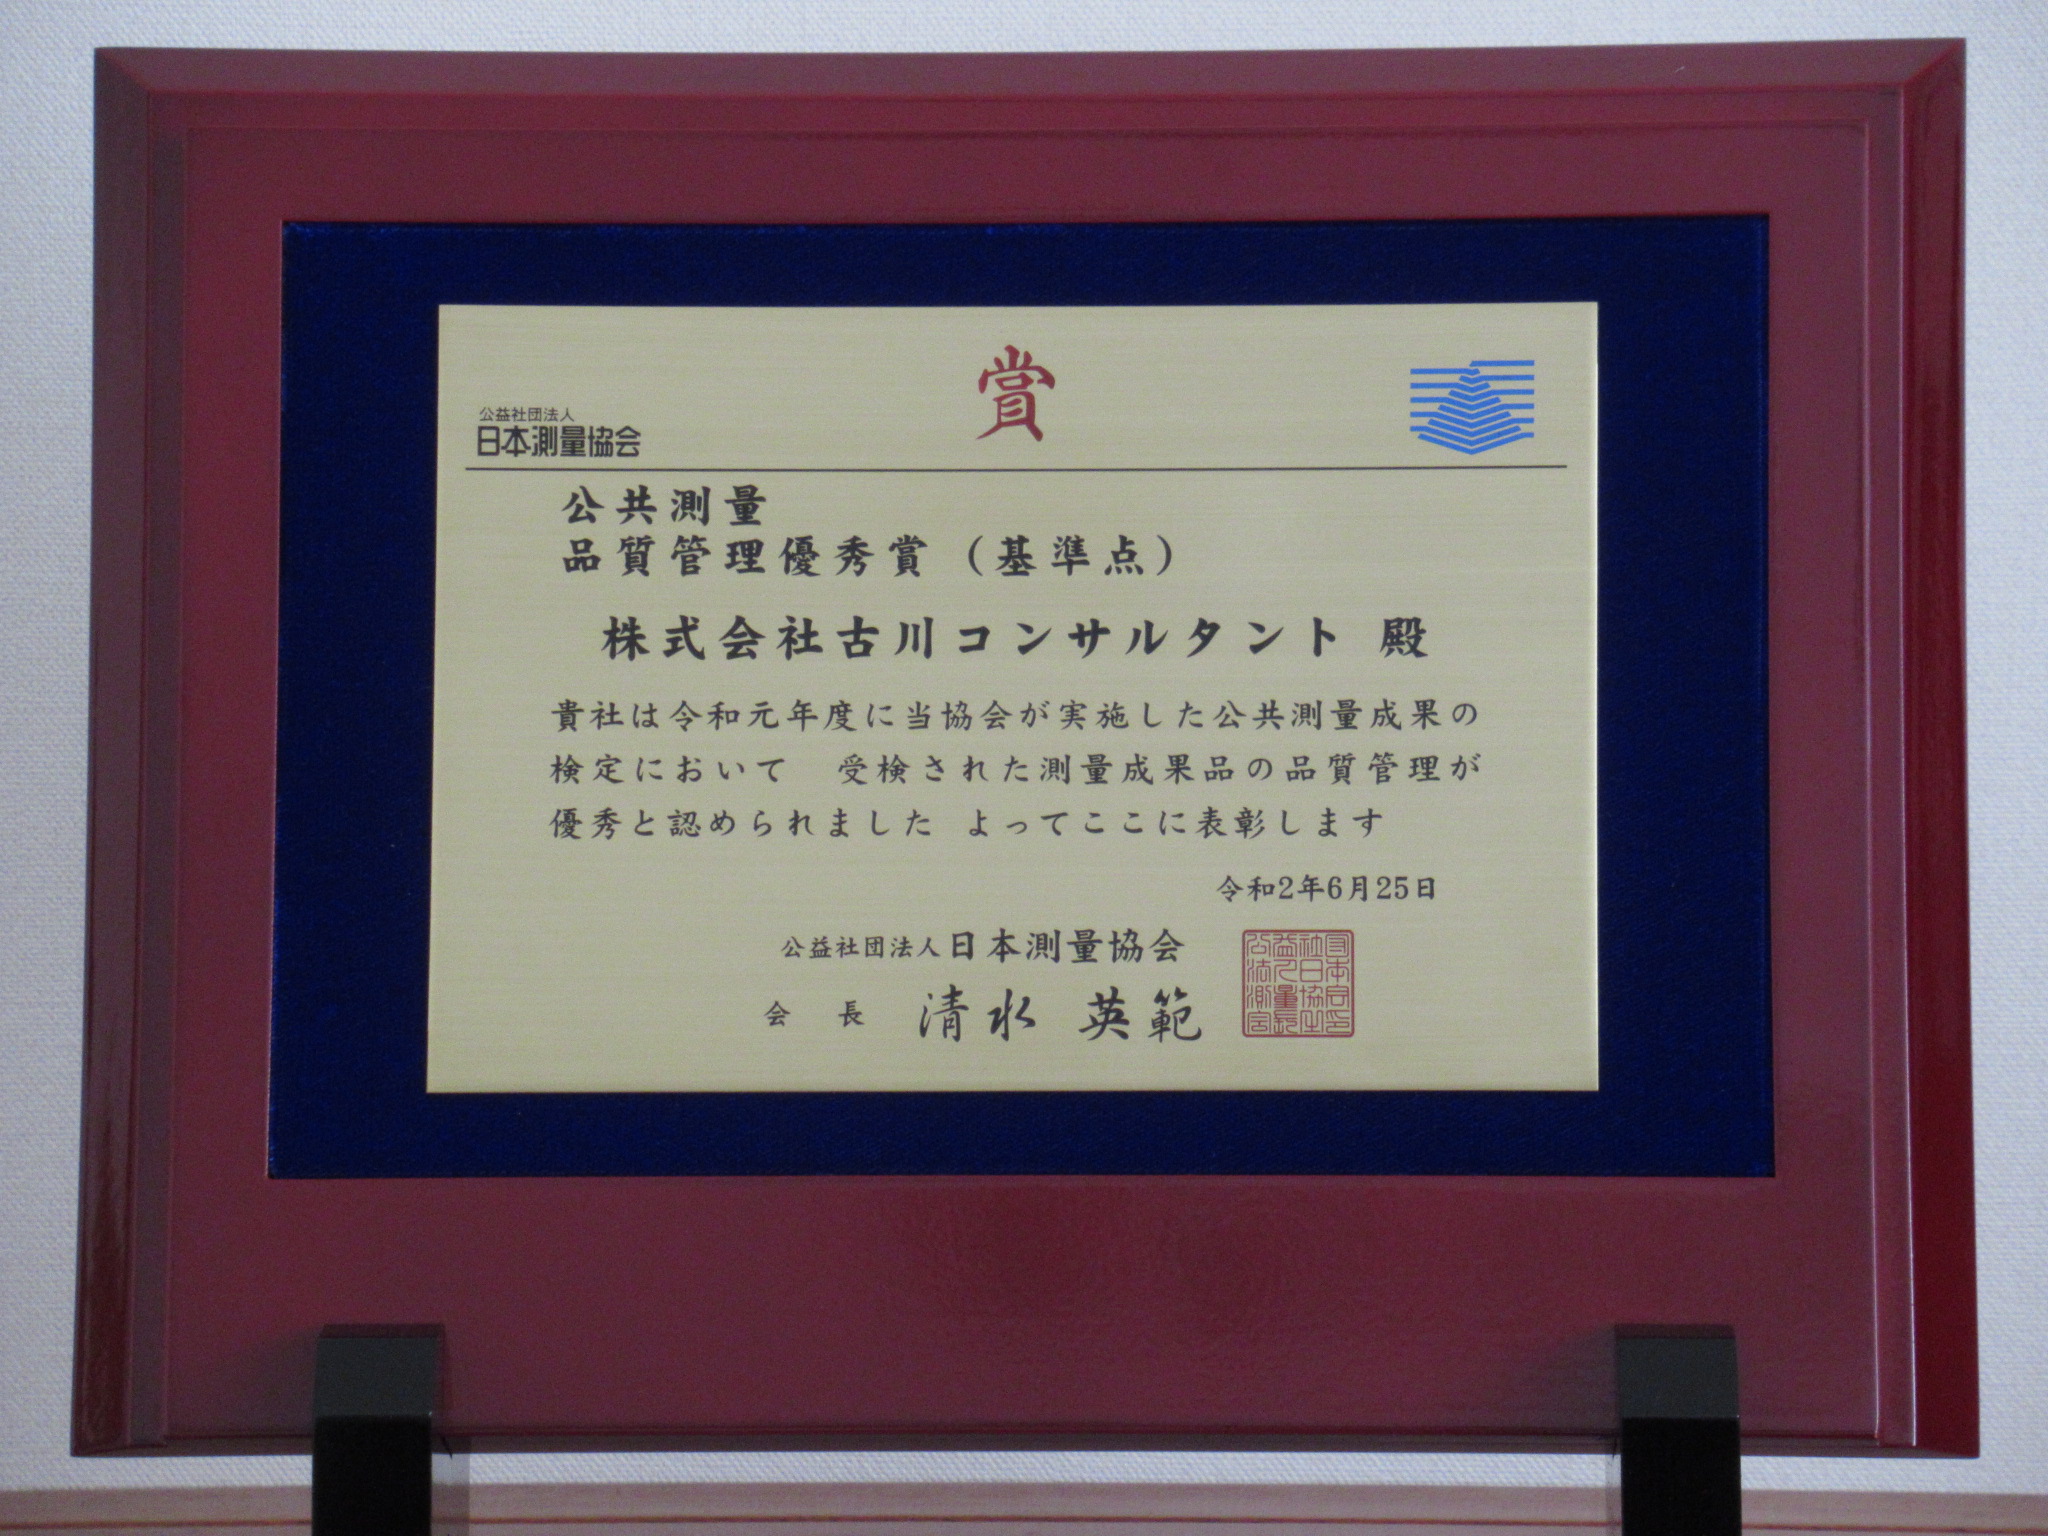 賞
公益社団法人
日本測量協会
公共測量
品質管理優秀賞（基準点）
株式会社古川コンサルタント 殿
貴社は令和元年度に当協会が実施した公共測量成果の
検定において　受検された測量成果品の品質管理が
優秀と認められました よってここに表彰します
令和2年6月25日
公益社団法人日本測量協会
会　長　清水 英範